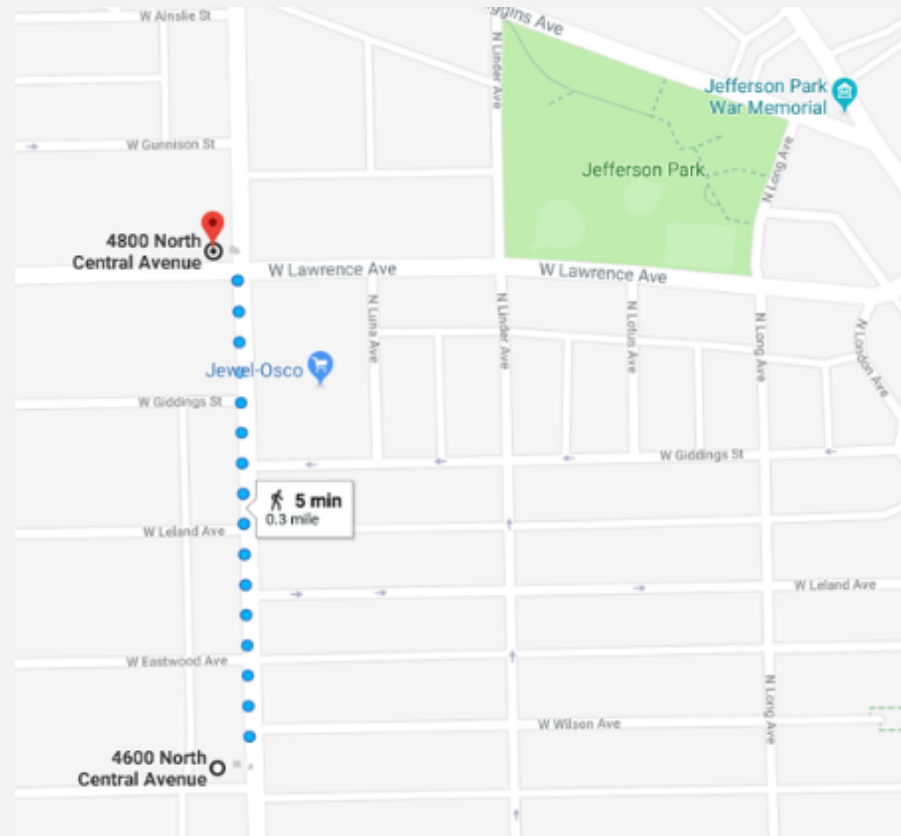 W Ainslie St
ggins Ave
N Linder Ave
Jefferson Park
War Memorial
W Gunnison St
Jefferson Park
N Long Ave
4800 North
Central Avenue
W Lawrence Ave
W Lawrence Ave
N Luna Ave
N Linder Ave
N Lotus Ave
N Long Ave
N London Ave
Jewel-Osco
W Giddings St
W Giddings St
5 min
0.3 mile
W Leland Ave
W Leland Ave
W Eastwood Ave
N Long Ave
W Wilson Ave
4600 North
Central Avenue